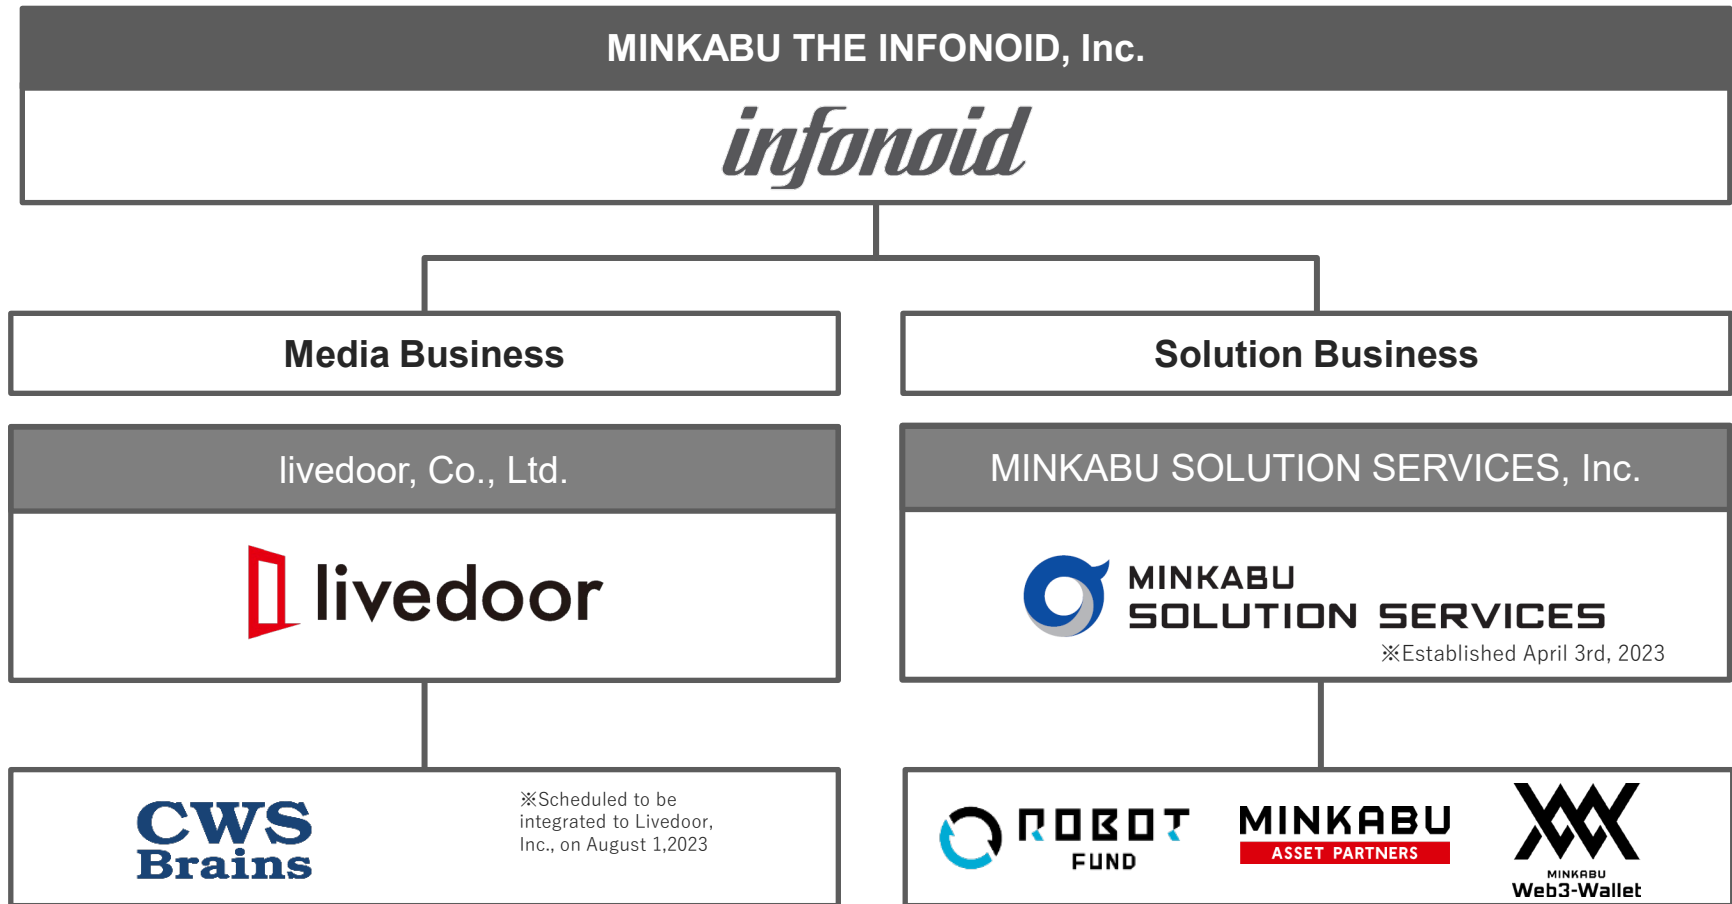 MINKABU THE INFONOID, Inc.
infonoid
Media Business
Solution Business
livedoor, Co., Ltd.
livedoor
MINKABU SOLUTION SERVICES, Inc.
MINKABU
SOLUTION SERVICES
※Established April 3rd, 2023
CWS
Brains
※Scheduled to be
integrated to Livedoor,
Inc., on August 1,2023
ROBOT
FUND
MINKABU
ASSET PARTNERS
MINKABU
Web3-Wallet